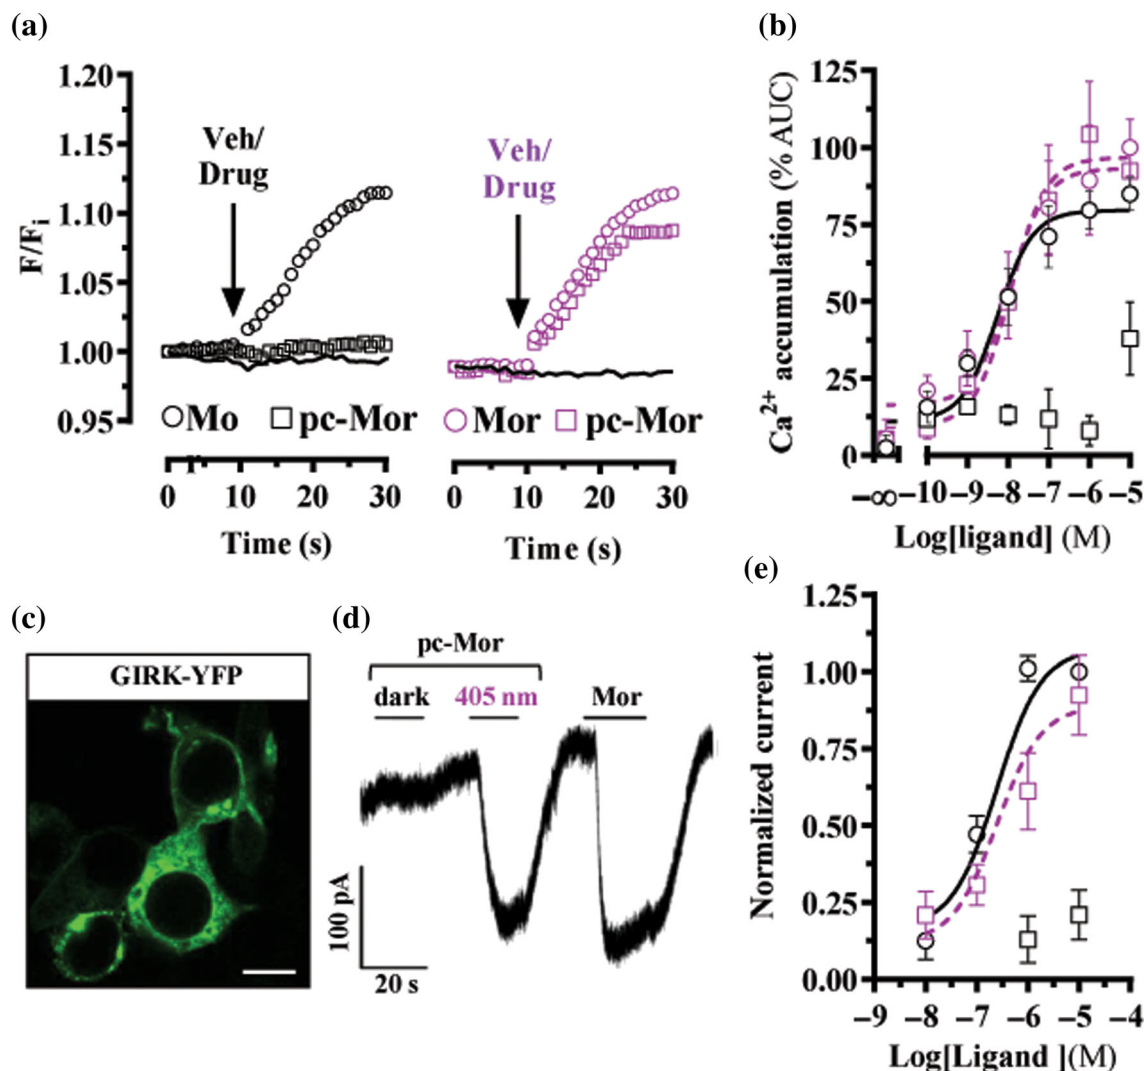 (a)
1.20
1.15
1.10
1.05
1.00
0.95
F/Fi
Veh/
Drug
Veh/
Drug
Mo
pc-Mor
Mor
pc-Mor
0 10 20 30
Time (s)
0 10 20 30
Time (s)
(b)
125
100
75
50
25
0
Ca2+ accumulation (% AUC)
−∞ −10 −9 −8 −7 −6 −5
Log[ligand] (M)
(c)
GIRK-YFP
(d)
pc-Mor
dark
405 nm
Mor
100 pA
20 s
(e)
1.25
1.00
0.75
0.50
0.25
0.00
Normalized current
−9 −8 −7 −6 −5 −4
Log[Ligand ](M)